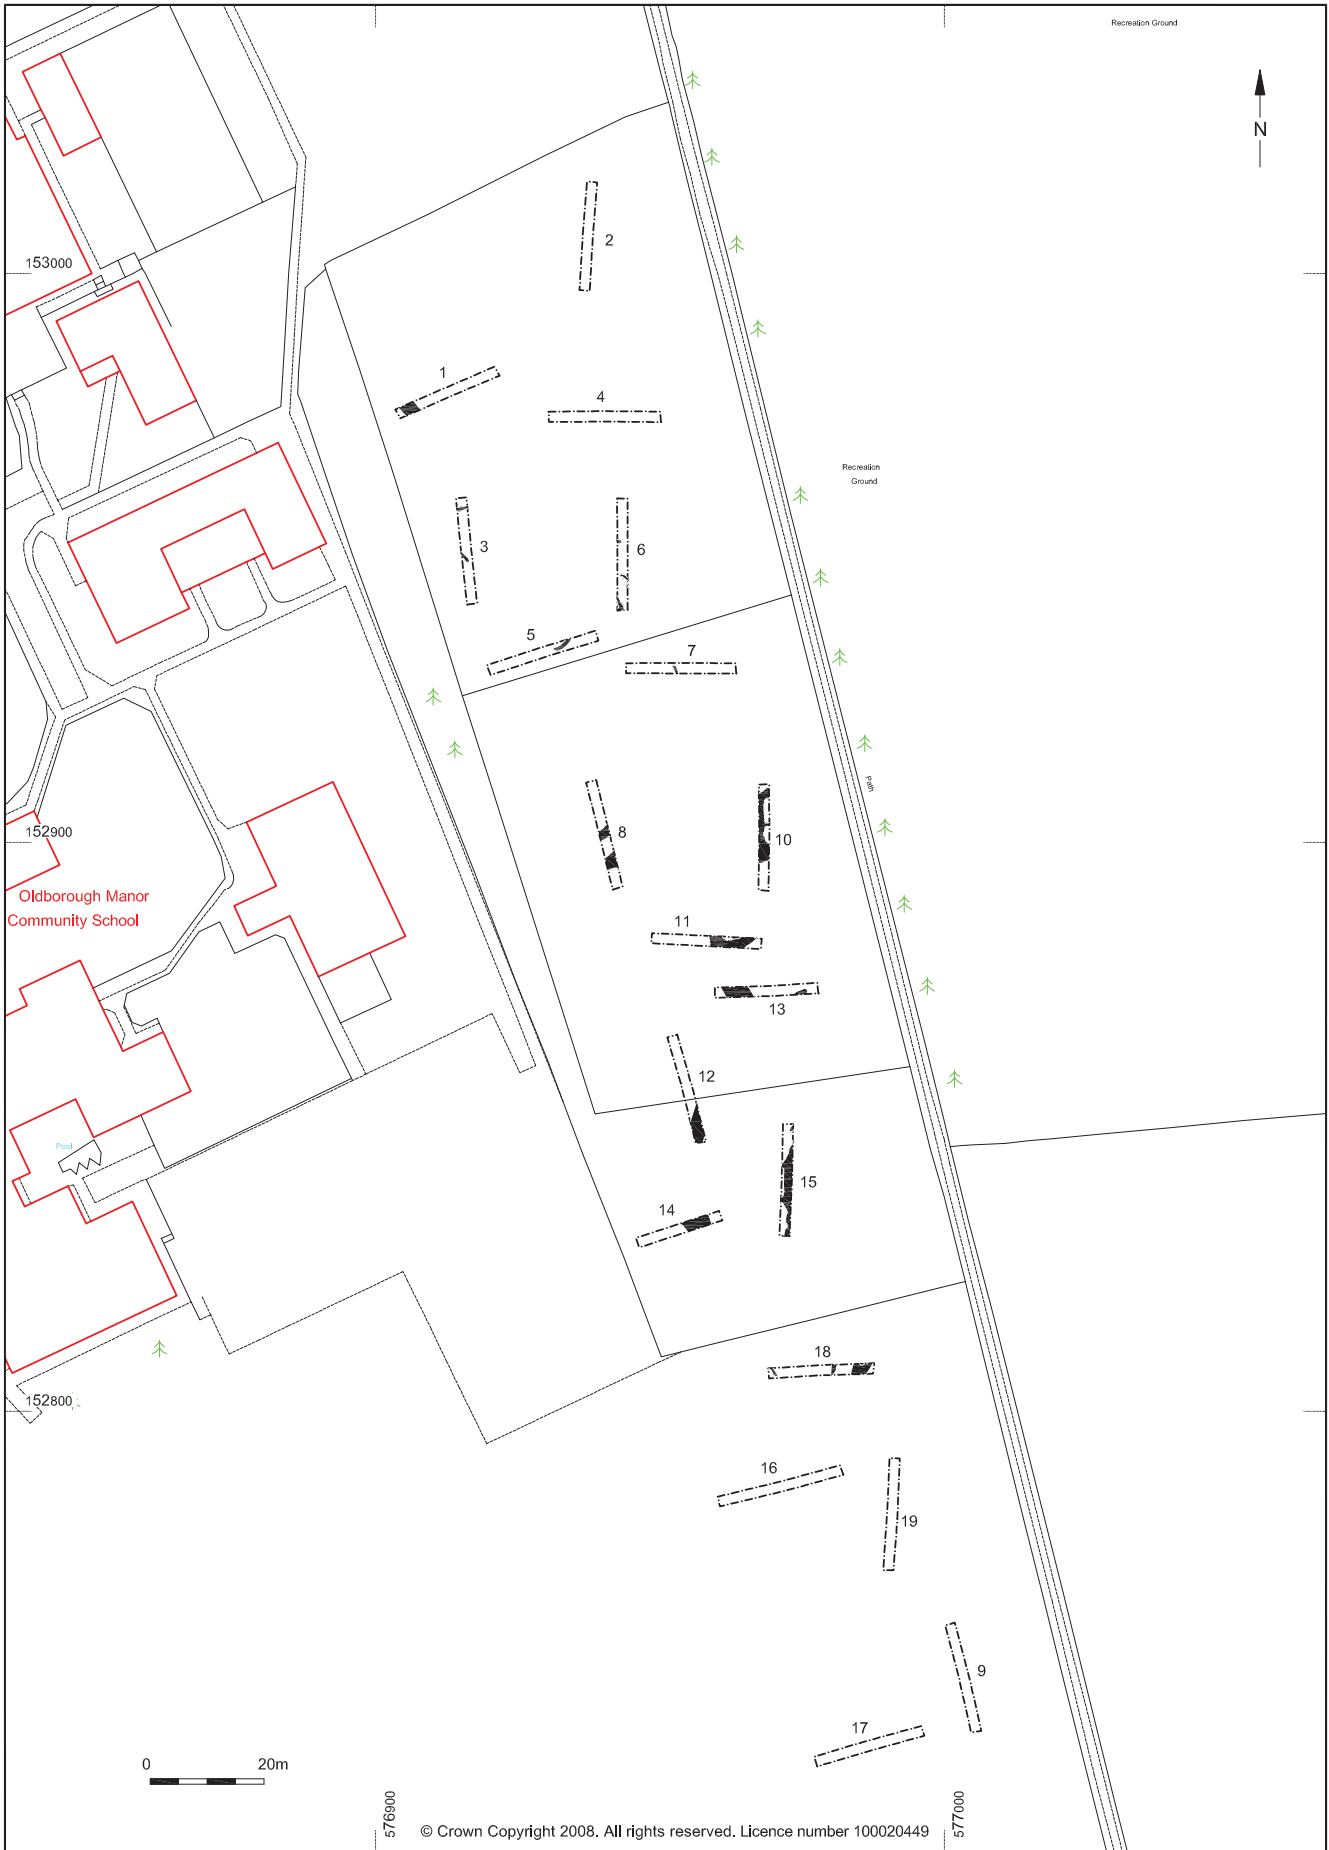 Recreation Ground
N
2
153000
1
4
Recreation
Ground
3
6
5
7
Path
8
10
152900
Oldborough Manor
Community School
11
13
12
Pool
15
14
18
152800
16
19
9
17
0 20m
576900
577000
© Crown Copyright 2008. All rights reserved. Licence number 100020449